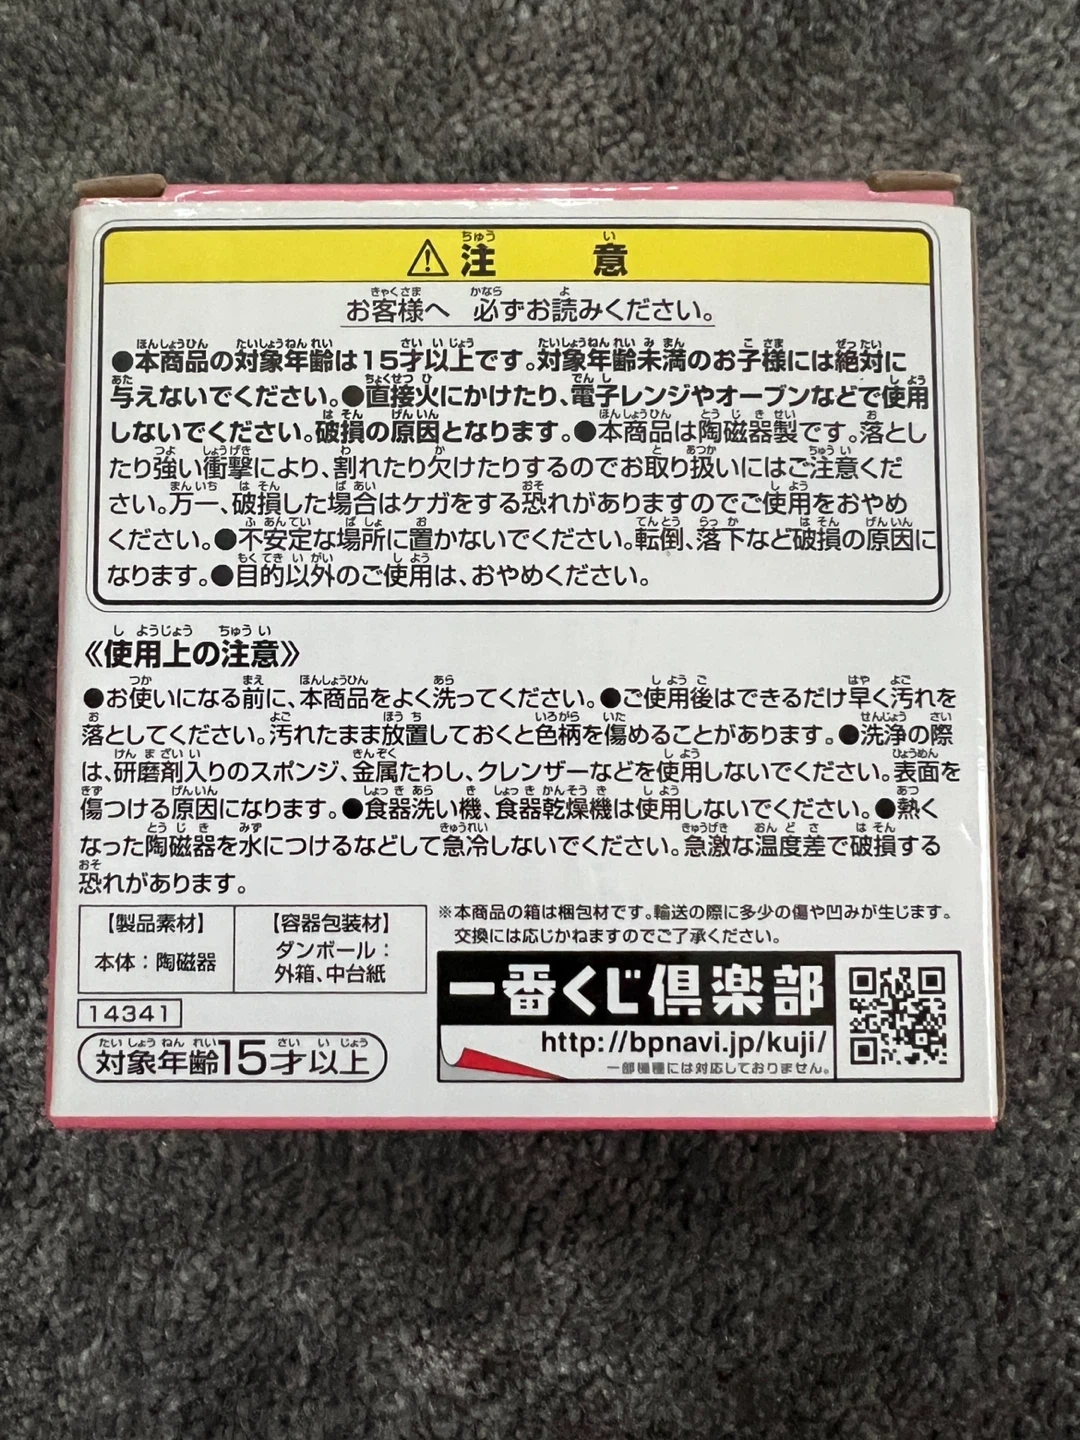 ⚠注意
お客様へ 必ずお読みください。
●本商品の対象年齢は15才以上です。対象年齢未満のお子様には絶対に
与えないでください。●直接火にかけたり、電子レンジやオーブンなどで使用
しないでください。破損の原因となります。●本商品は陶磁器製です。落とし
たり強い衝撃により、割れたり欠けたりするのでお取り扱いにはご注意くだ
さい。万一、破損した場合はケガをする恐れがありますのでご使用をおやめ
ください。●不安定な場所に置かないでください。転倒、落下など破損の原因に
なります。●目的以外のご使用は、おやめください。
《使用上の注意》
●お使いになる前に、本商品をよく洗ってください。●ご使用後はできるだけ早く汚れを
落としてください。汚れたまま放置しておくと色柄を傷めることがあります。●洗浄の際
は、研磨剤入りのスポンジ、金属たわし、クレンザーなどを使用しないでください。表面を
傷つける原因になります。●食器洗い機、食器乾燥機は使用しないでください。●熱く
なった陶磁器を水につけるなどして急冷しないでください。急激な温度差で破損する
恐れがあります。
【製品素材】
本体：陶磁器
【容器包装材】
ダンボール：
外箱、中台紙
14341
対象年齢15才以上
※本商品の箱は梱包材です。輸送の際に多少の傷や凹みが生じます。
交換には応じかねますのでご了承ください。
一番くじ倶楽部
http://bpnavi.jp/kuji/
一部機種には対応しておりません。